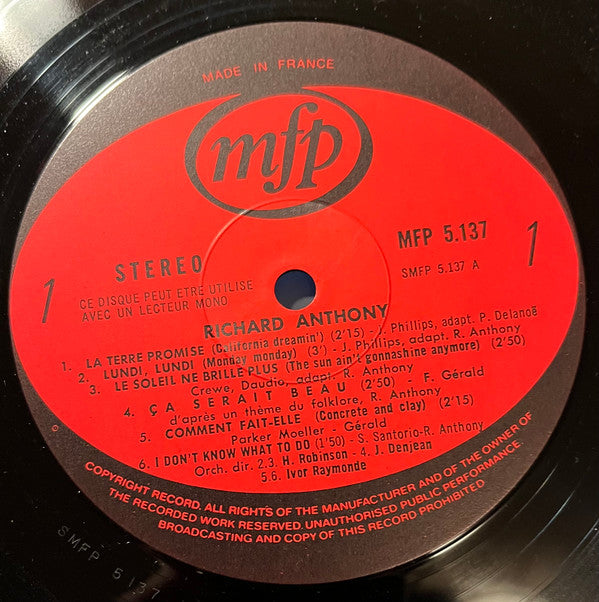 MADE IN FRANCE
mfp
1
STEREO
CE DISQUE PEUT ETRE UTILISE
AVEC UN LECTEUR MONO
MFP 5.137
SMFP 5.137 A
1
RICHARD ANTHONY
1. LA TERRE PROMISE (California dreamin') (2'15) - J. Phillips, adapt. P. Delanoë
2. LUNDI, LUNDI (Monday monday) (3') - J. Phillips, adapt. R. Anthony
3. LE SOLEIL NE BRILLE PLUS (The sun ain't gonnashine anymore) (2'50)
Crewe, Daudio, adapt. R. Anthony
4. ÇA SERAIT BEAU (2'50) - F. Gérald
d'après un thème du folklore, R. Anthony
5. COMMENT FAIT-ELLE (Concrete and clay) (2'15)
Parker Moeller - Gérald
6. I DON'T KNOW WHAT TO DO (1'50) - S. Santorio-R. Anthony
Orch. dir. 2.3. H. Robinson - 4. J. Denjean
5.6. Ivor Raymonde
COPYRIGHT RECORD. ALL RIGHTS OF THE MANUFACTURER AND OF THE OWNER OF
THE RECORDED WORK RESERVED. UNAUTHORISED PUBLIC PERFORMANCE.
BROADCASTING AND COPY OF THIS RECORD PROHIBITED
SMFP 5 137